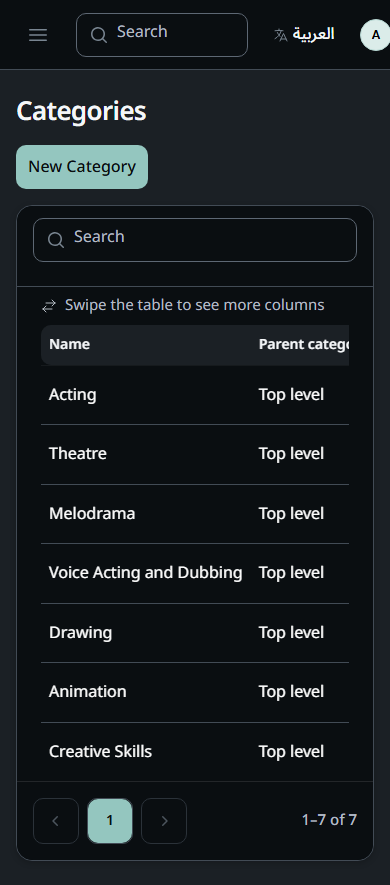 Search
العربية
A
Categories
New Category
Search
Swipe the table to see more columns
Name Parent catego
Acting Top level
Theatre Top level
Melodrama Top level
Voice Acting and Dubbing Top level
Drawing Top level
Animation Top level
Creative Skills Top level
1
1–7 of 7